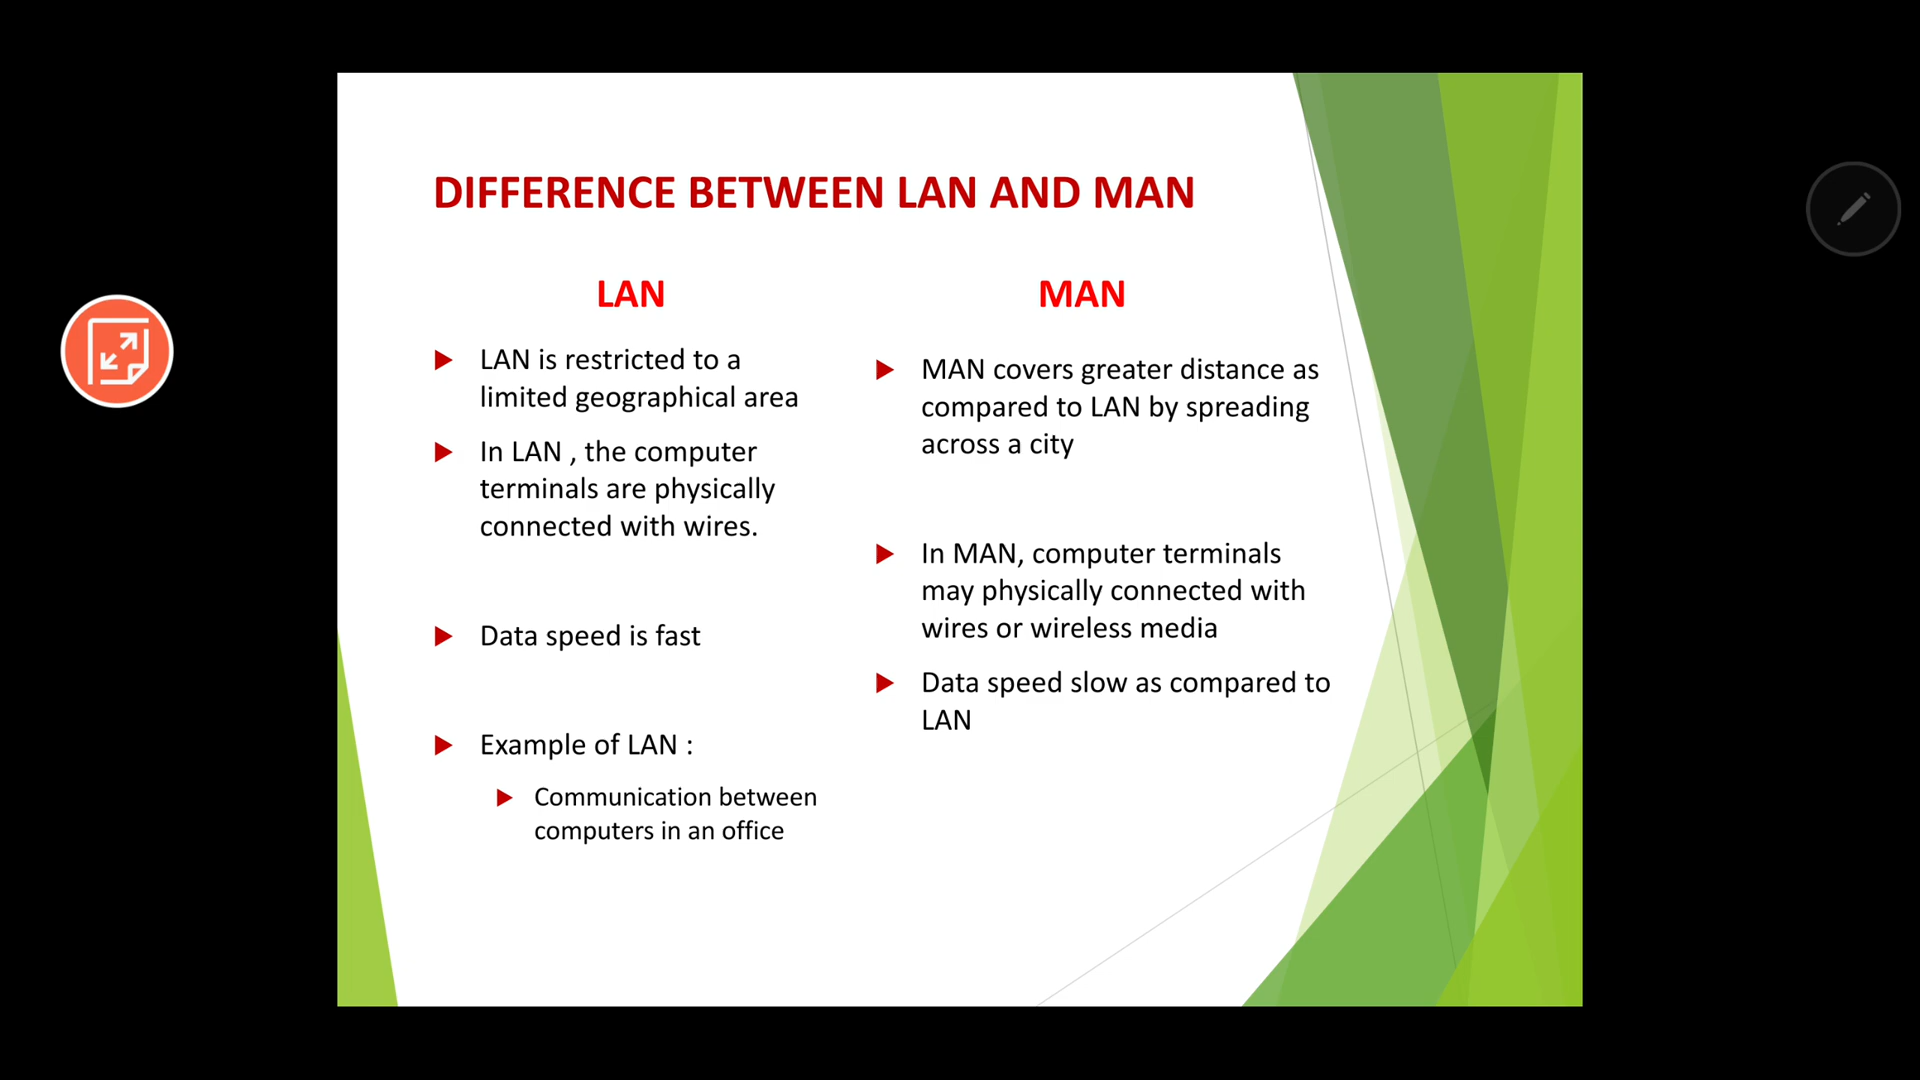 DIFFERENCE BETWEEN LAN AND MAN
LAN
LAN is restricted to a
limited geographical area
In LAN , the computer
terminals are physically
connected with wires.
Data speed is fast
Example of LAN :
Communication between
computers in an office
MAN
MAN covers greater distance as
compared to LAN by spreading
across a city
In MAN, computer terminals
may physically connected with
wires or wireless media
Data speed slow as compared to
LAN